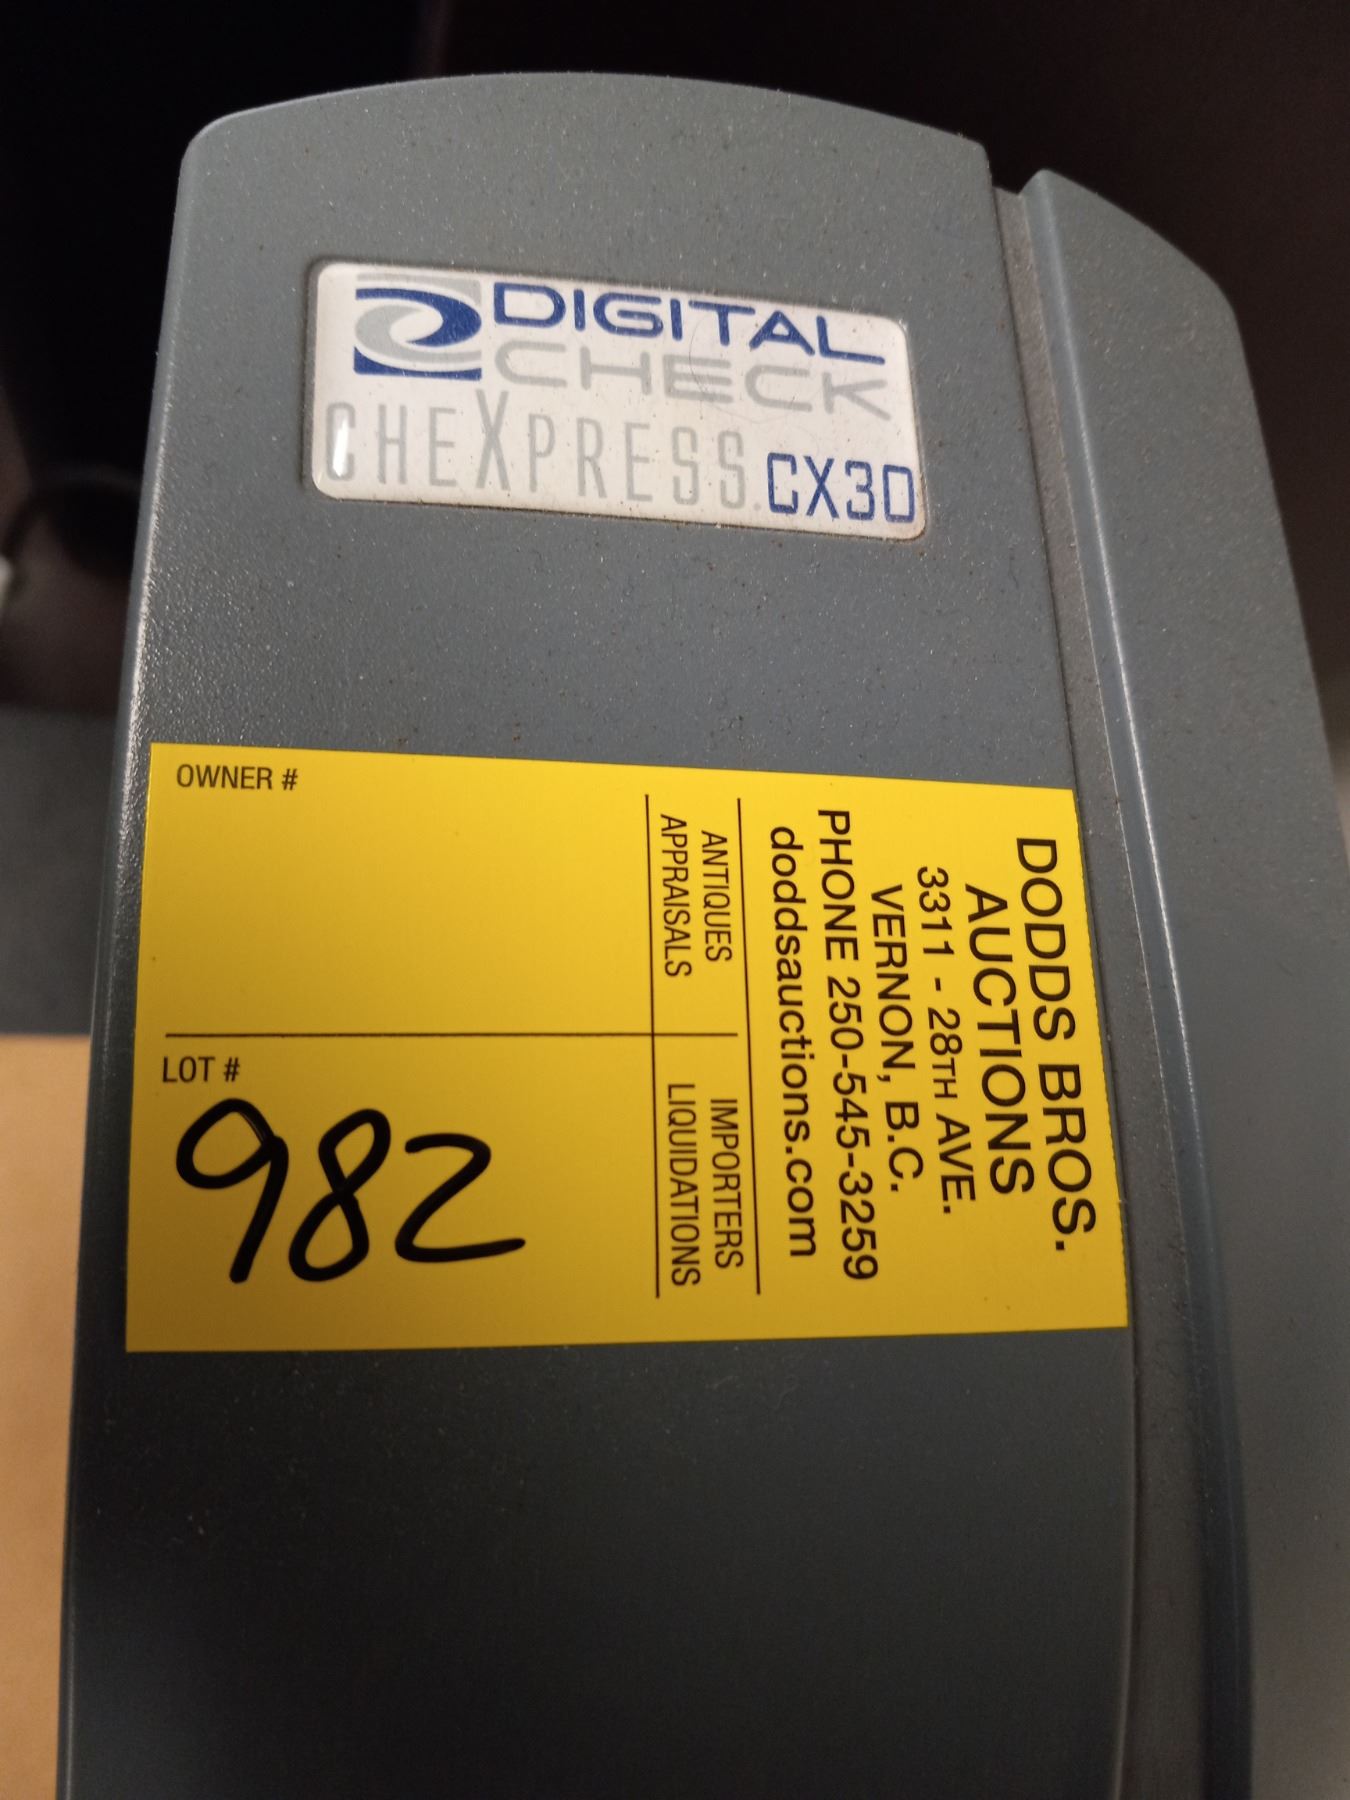 DIGITAL
CHECK
CHEXPRESS CX30
OWNER #
LOT #
982
DODDS BROS.
AUCTIONS
3311 - 28TH AVE.
VERNON, B.C.
PHONE 250-545-3259
doddsauctions.com
ANTIQUES IMPORTERS
APPRAISALS LIQUIDATIONS